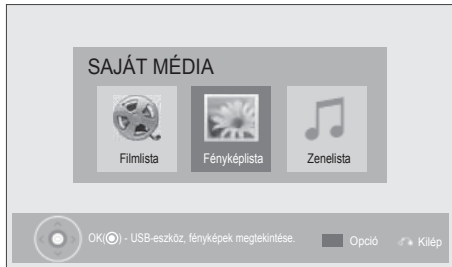 SAJÁT MÉDIA
Filmlista Fényképlista Zenelista
OK(◉) - USB-eszköz, fényképek megtekintése. Opció Kilép